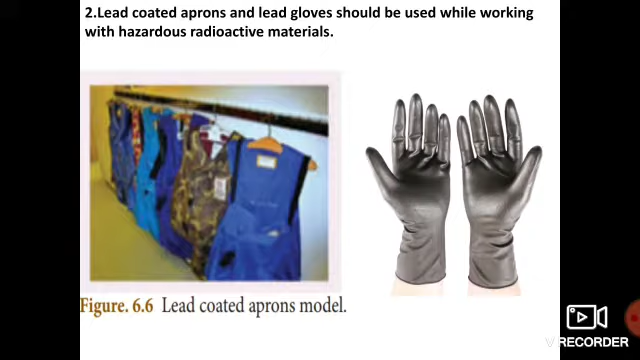 2.Lead coated aprons and lead gloves should be used while working
with hazardous radioactive materials.
Figure. 6.6 Lead coated aprons model.
V RECORDER